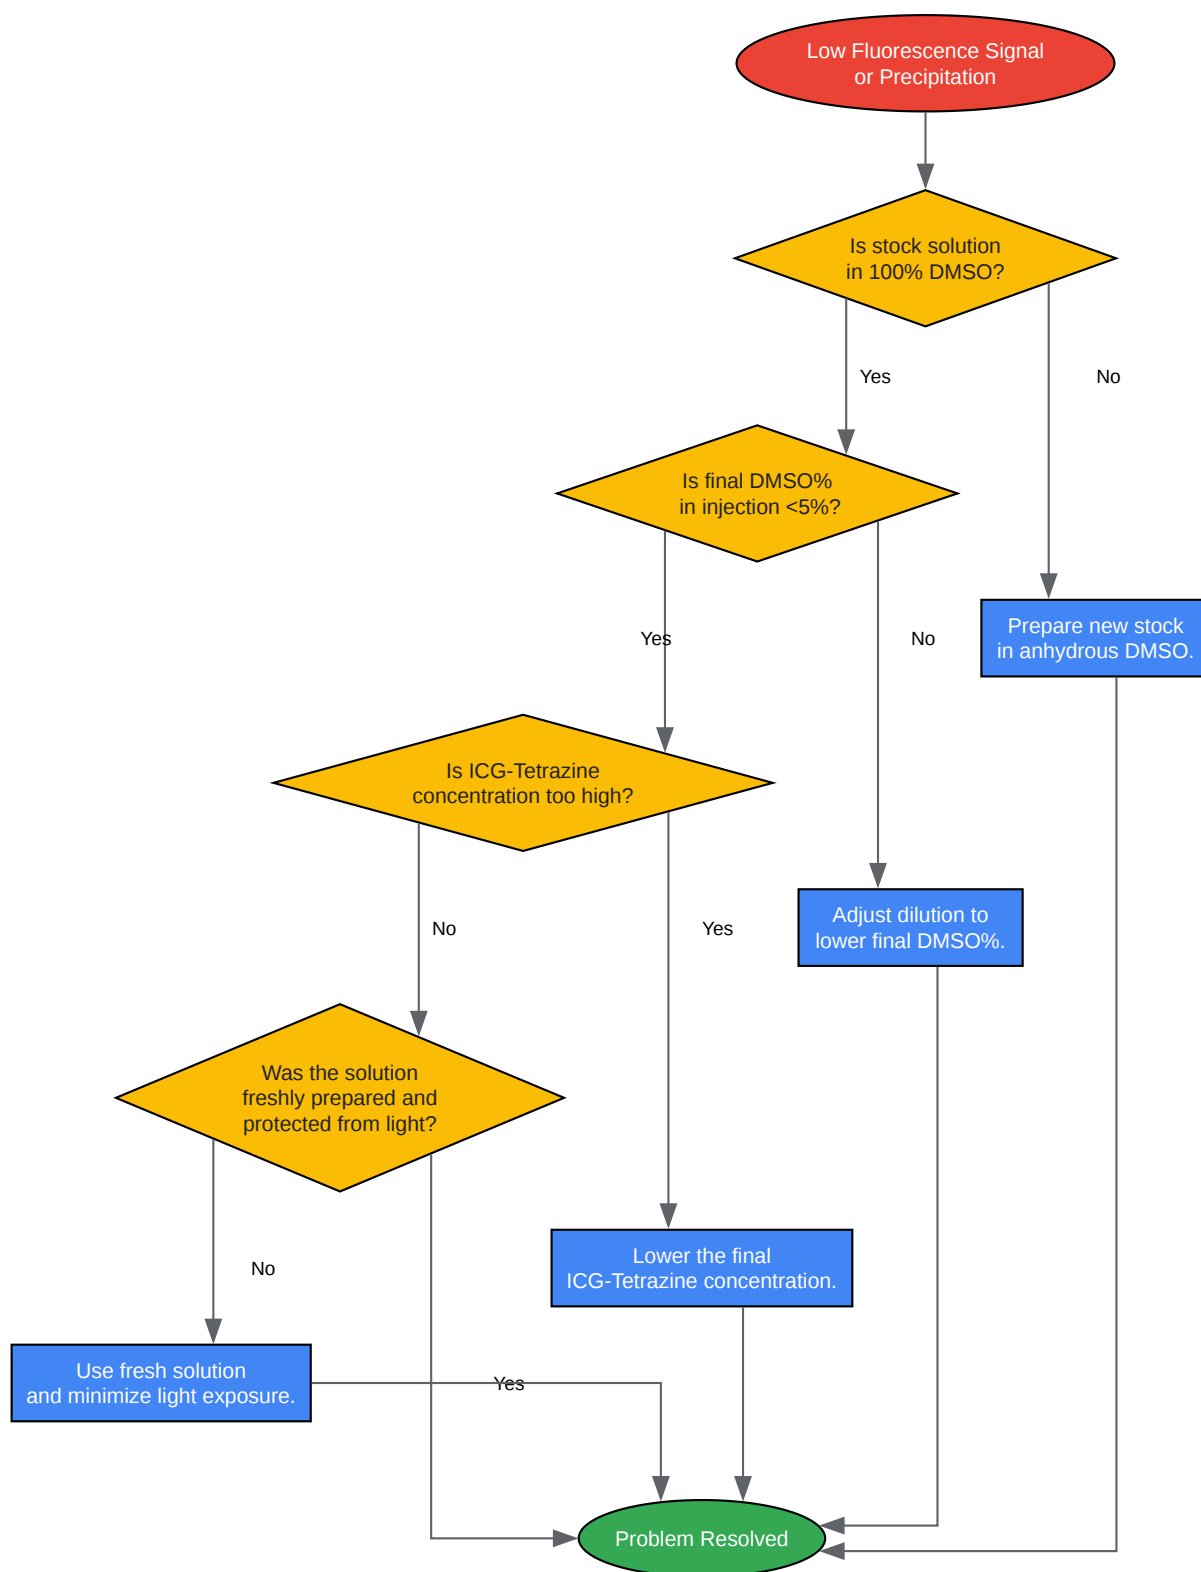 Low Fluorescence Signal
or Precipitation
Is stock solution
in 100% DMSO?
Yes
No
Is final DMSO%
in injection <5%?
Yes
No
Prepare new stock
in anhydrous DMSO.
Is ICG-Tetrazine
concentration too high?
No
Yes
Adjust dilution to
lower final DMSO%.
Was the solution
freshly prepared and
protected from light?
No
Lower the final
ICG-Tetrazine concentration.
Use fresh solution
and minimize light exposure.
Yes
Problem Resolved